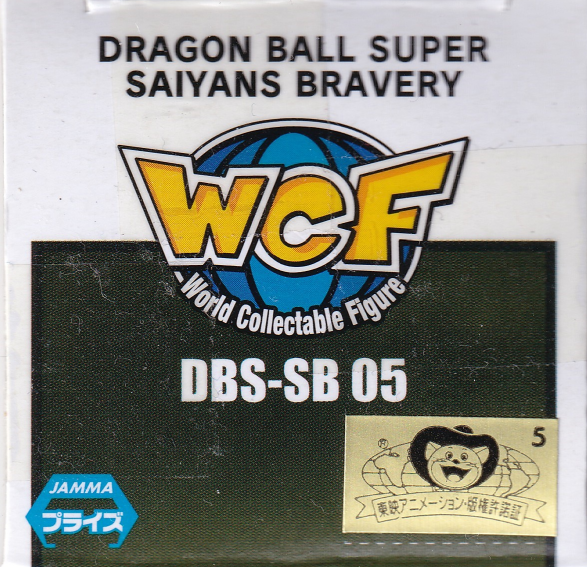 DRAGON BALL SUPER
SAIYANS BRAVERY
WCF
World Collectable Figure
DBS-SB 05
5
®
東映アニメーション・版権許諾証
JAMMA
プライズ